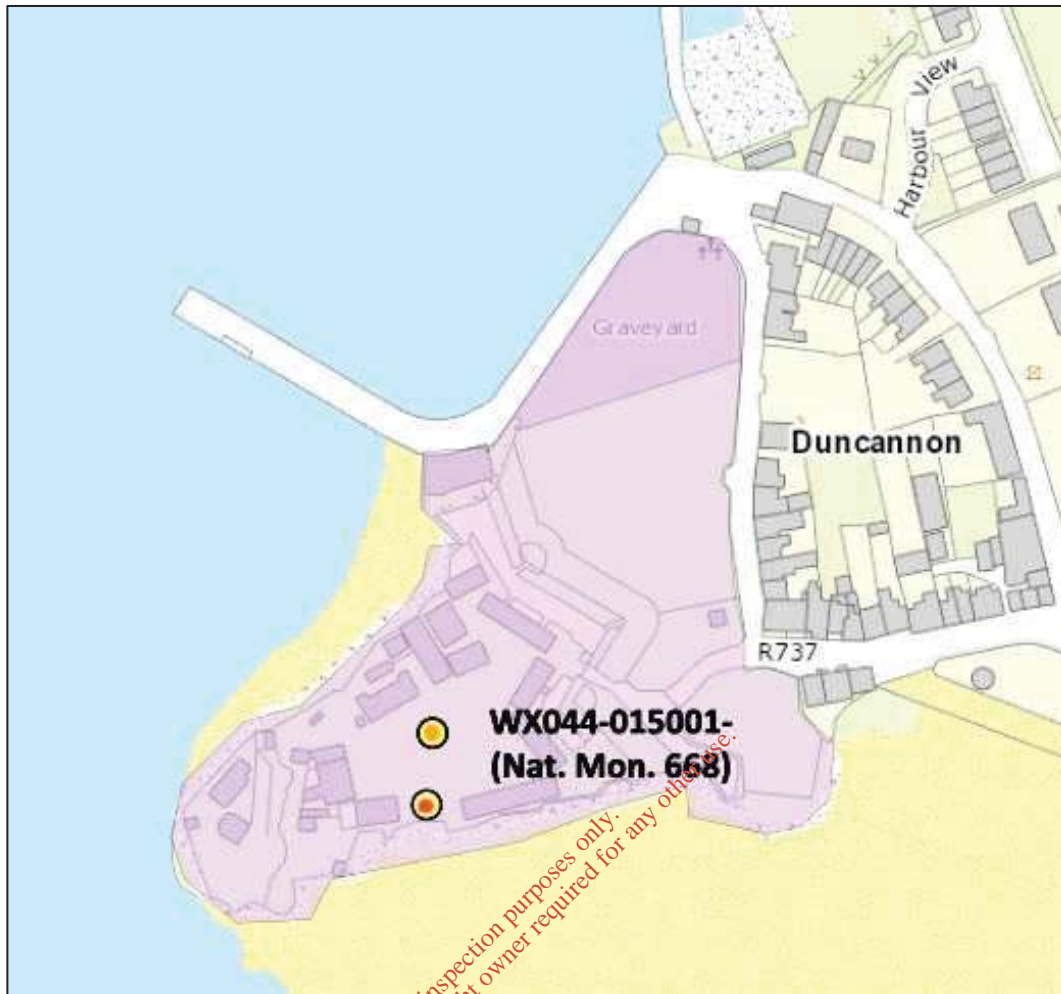 Harbour View
Graveyard
Duncannon
R737
WX044-015001-
(Nat. Mon. 668)
inspection purposes only.
owner required for any other use.